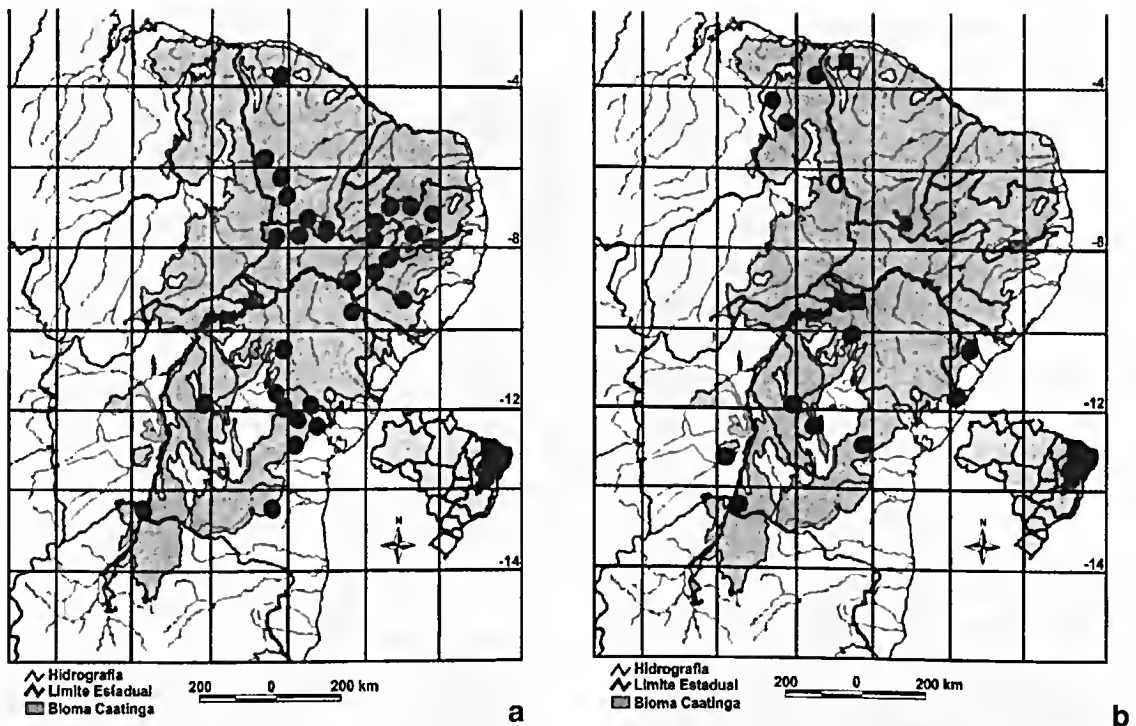 -4
-8
-12
-14
N
Hidrografia
Limite Estadual
Bioma Caatinga
200 0 200 km
a
-4
-8
-12
-14
N
Hidrografia
Limite Estadual
Bioma Caatinga
200 0 200 km
b